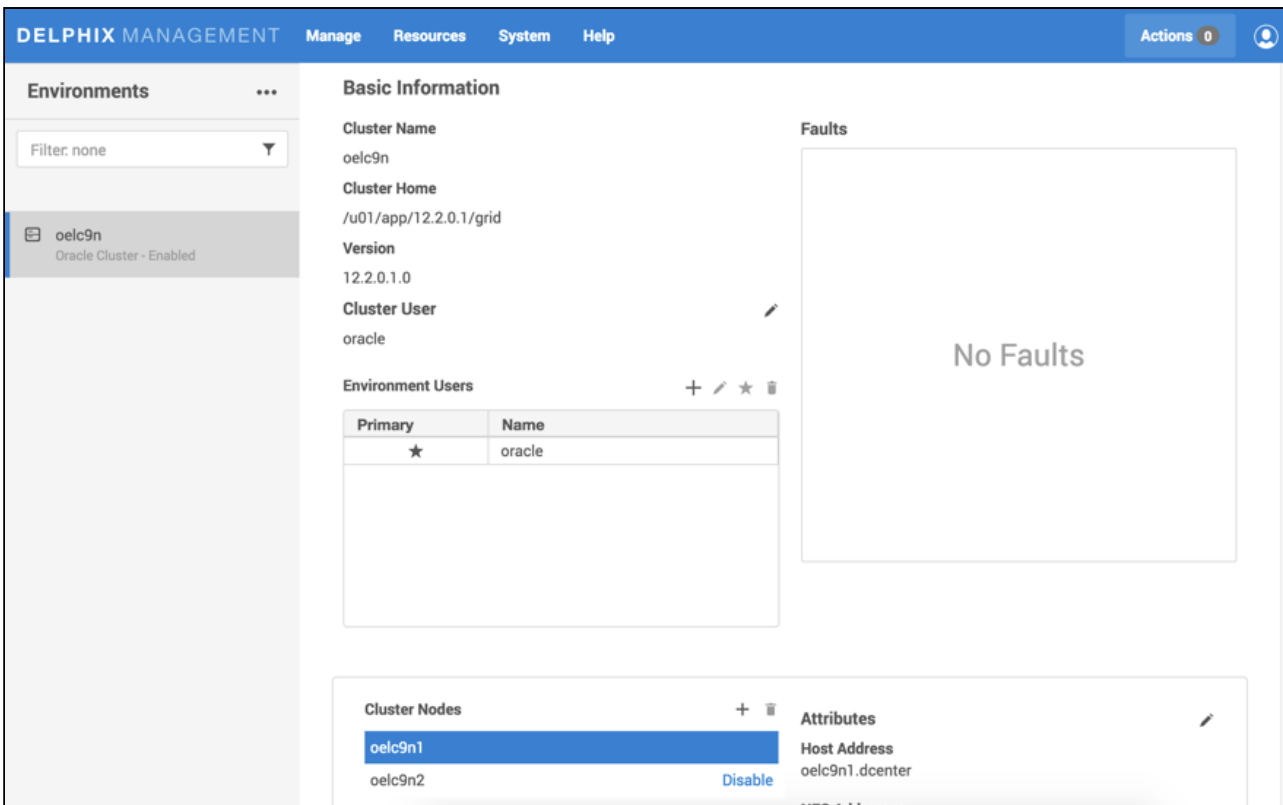 DELPHIX MANAGEMENT Manage Resources System Help Actions 0
Environments
Filter: none
oelc9n
Oracle Cluster - Enabled
Basic Information
Cluster Name
oelc9n
Cluster Home
/u01/app/12.2.0.1/grid
Version
12.2.0.1.0
Cluster User
oracle
Environment Users
Primary Name
oracle
Faults
No Faults
Cluster Nodes
oelc9n1
oelc9n2 Disable
Attributes
Host Address
oelc9n1.dcenter